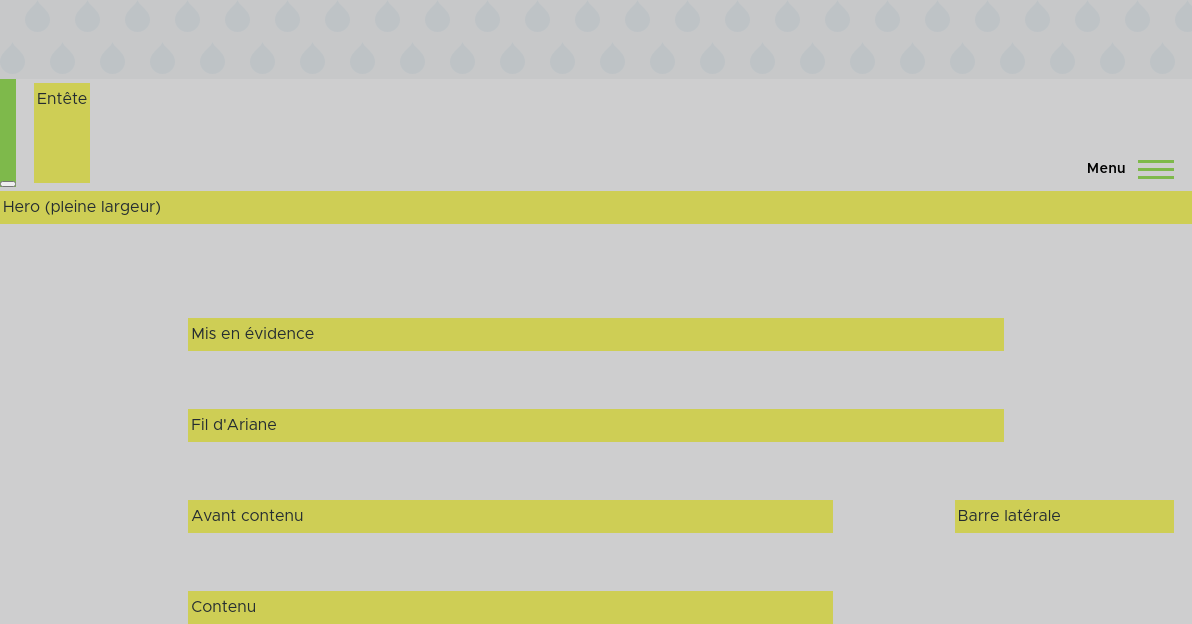 Entête
Menu
Hero (pleine largeur)
Mis en évidence
Fil d'Ariane
Avant contenu
Barre latérale
Contenu